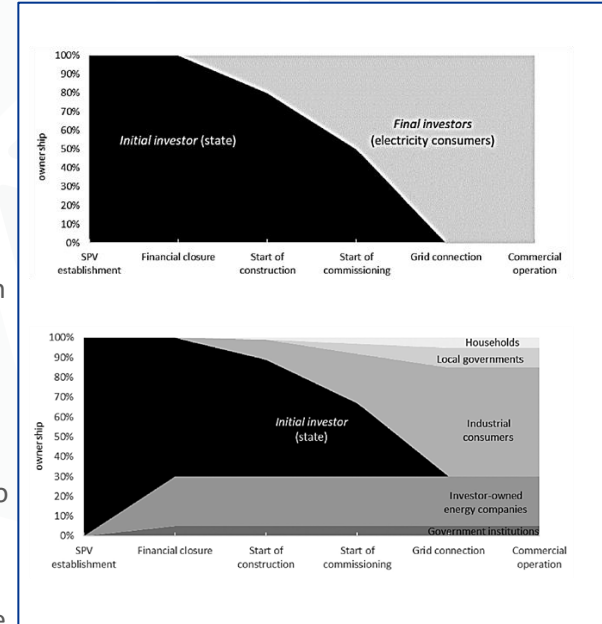 100%
90%
80%
70%
60%
50%
40%
30%
20%
10%
0%
ownership
Initial investor (state)
Final investors
(electricity consumers)
SPV
establishment
Financial closure
Start of
construction
Start of
commissioning
Grid connection
Commercial
operation
n
100%
90%
80%
70%
60%
50%
40%
30%
20%
10%
0%
ownership
Households
Local governments
Initial investor
(state)
Industrial
consumers
Investor-owned
energy companies
Government institutions
SPV
establishment
Financial closure
Start of
construction
Start of
commissioning
Grid connection
Commercial
operation
o
e